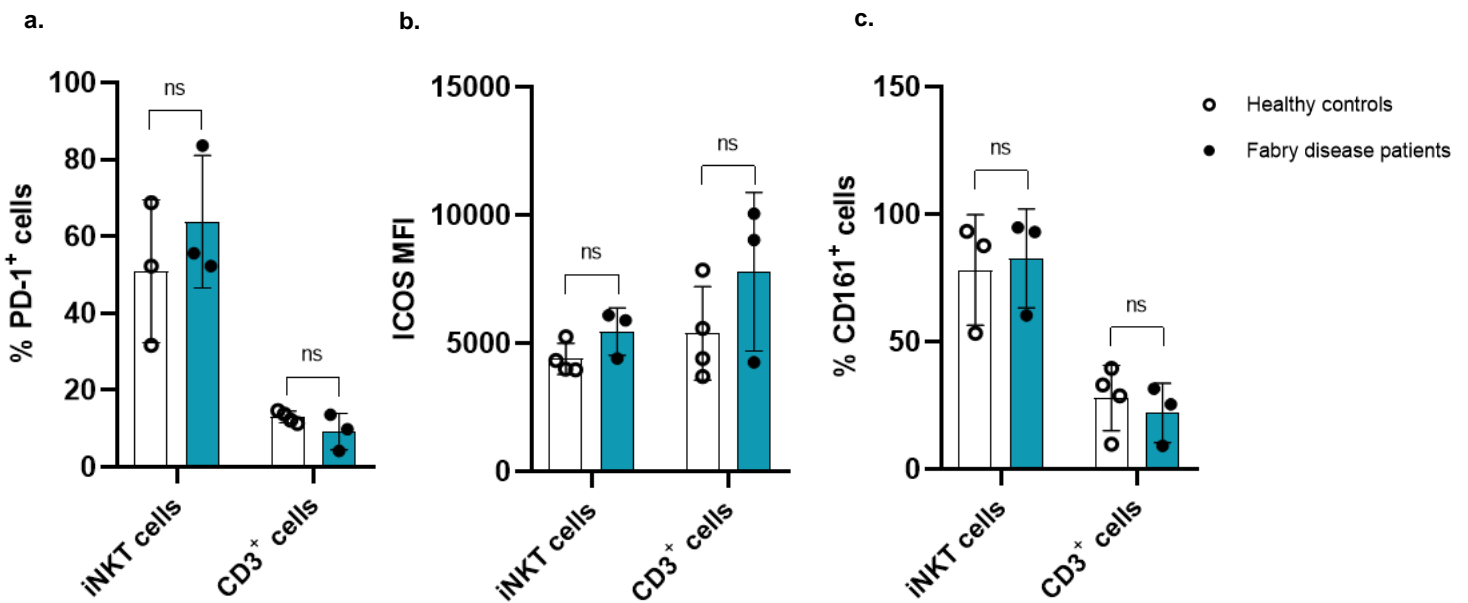 a.
% PD-1+ cells
100
80
60
40
20
0
ns
ns
iNKT cells
CD3+ cells
b.
ICOS MFI
15000
10000
5000
0
ns
ns
iNKT cells
CD3+ cells
c.
% CD161+ cells
150
100
50
0
ns
ns
iNKT cells
CD3+ cells
Healthy controls
Fabry disease patients